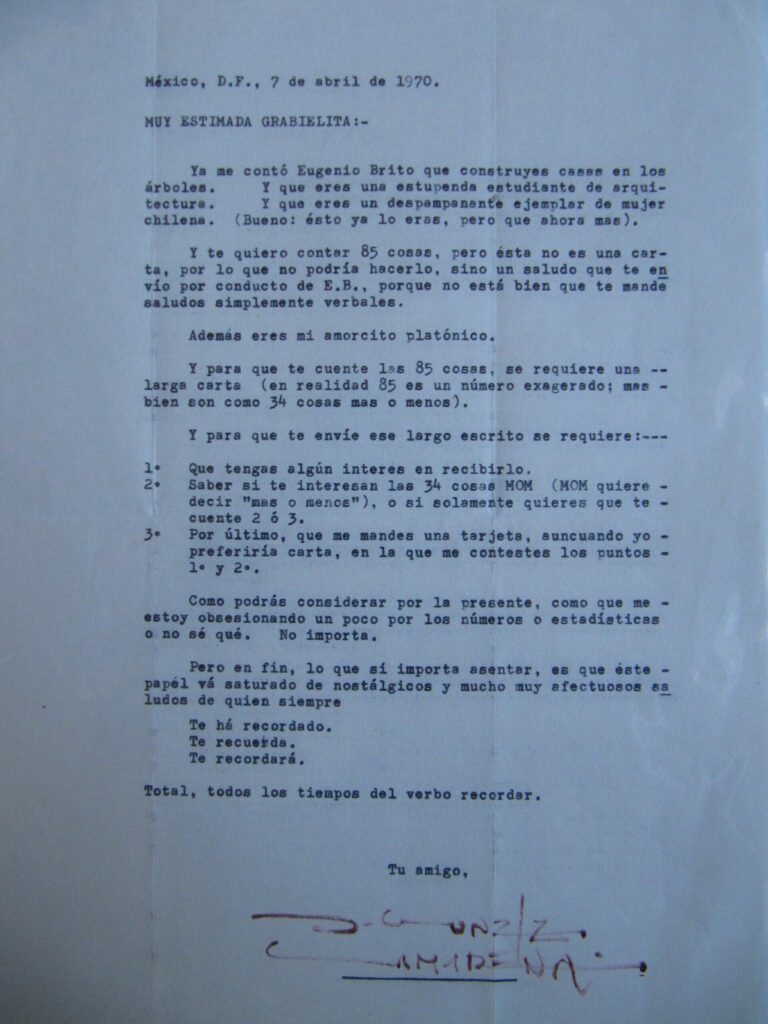 México, D.F., 7 de abril de 1970.
MUY ESTIMADA GRABIELITA:-
Ya me contó Eugenio Brito que construyes casas en los
árboles. Y que eres una estupenda estudiante de arqui-
tectura. Y que eres un despampanante ejemplar de mujer
chilena. (Bueno: ésto ya lo eras, pero que ahora mas).
Y te quiero contar 85 cosas, pero ésta no es una car-
ta, por lo que no podría hacerlo, sino un saludo que te en
vío por conducto de E.B., porque no está bien que te mande
saludos simplemente verbales.
Además eres mi amorcito platónico.
Y para que te cuente las 85 cosas, se requiere una --
larga carta (en realidad 85 es un número exagerado; mas -
bien son como 34 cosas mas o menos).
Y para que te envíe ese largo escrito se requiere:---
1° Que tengas algún interes en recibirlo.
2° Saber si te interesan las 34 cosas MOM (MOM quiere -
decir "mas o menos"), o si solamente quieres que te -
cuente 2 ó 3.
3° Por último, que me mandes una tarjeta, auncuando yo -
preferiría carta, en la que me contestes los puntos -
1° y 2°.
Como podrás considerar por la presente, como que me -
estoy obsesionando un poco por los números o estadísticas
o no sé qué. No importa.
Pero en fin, lo que si importa asentar, es que éste -
papél vá saturado de nostálgicos y mucho muy afectuosos sa
ludos de quien siempre
Te há recordado.
Te recuerda.
Te recordará.
Total, todos los tiempos del verbo recordar.
Tu amigo,